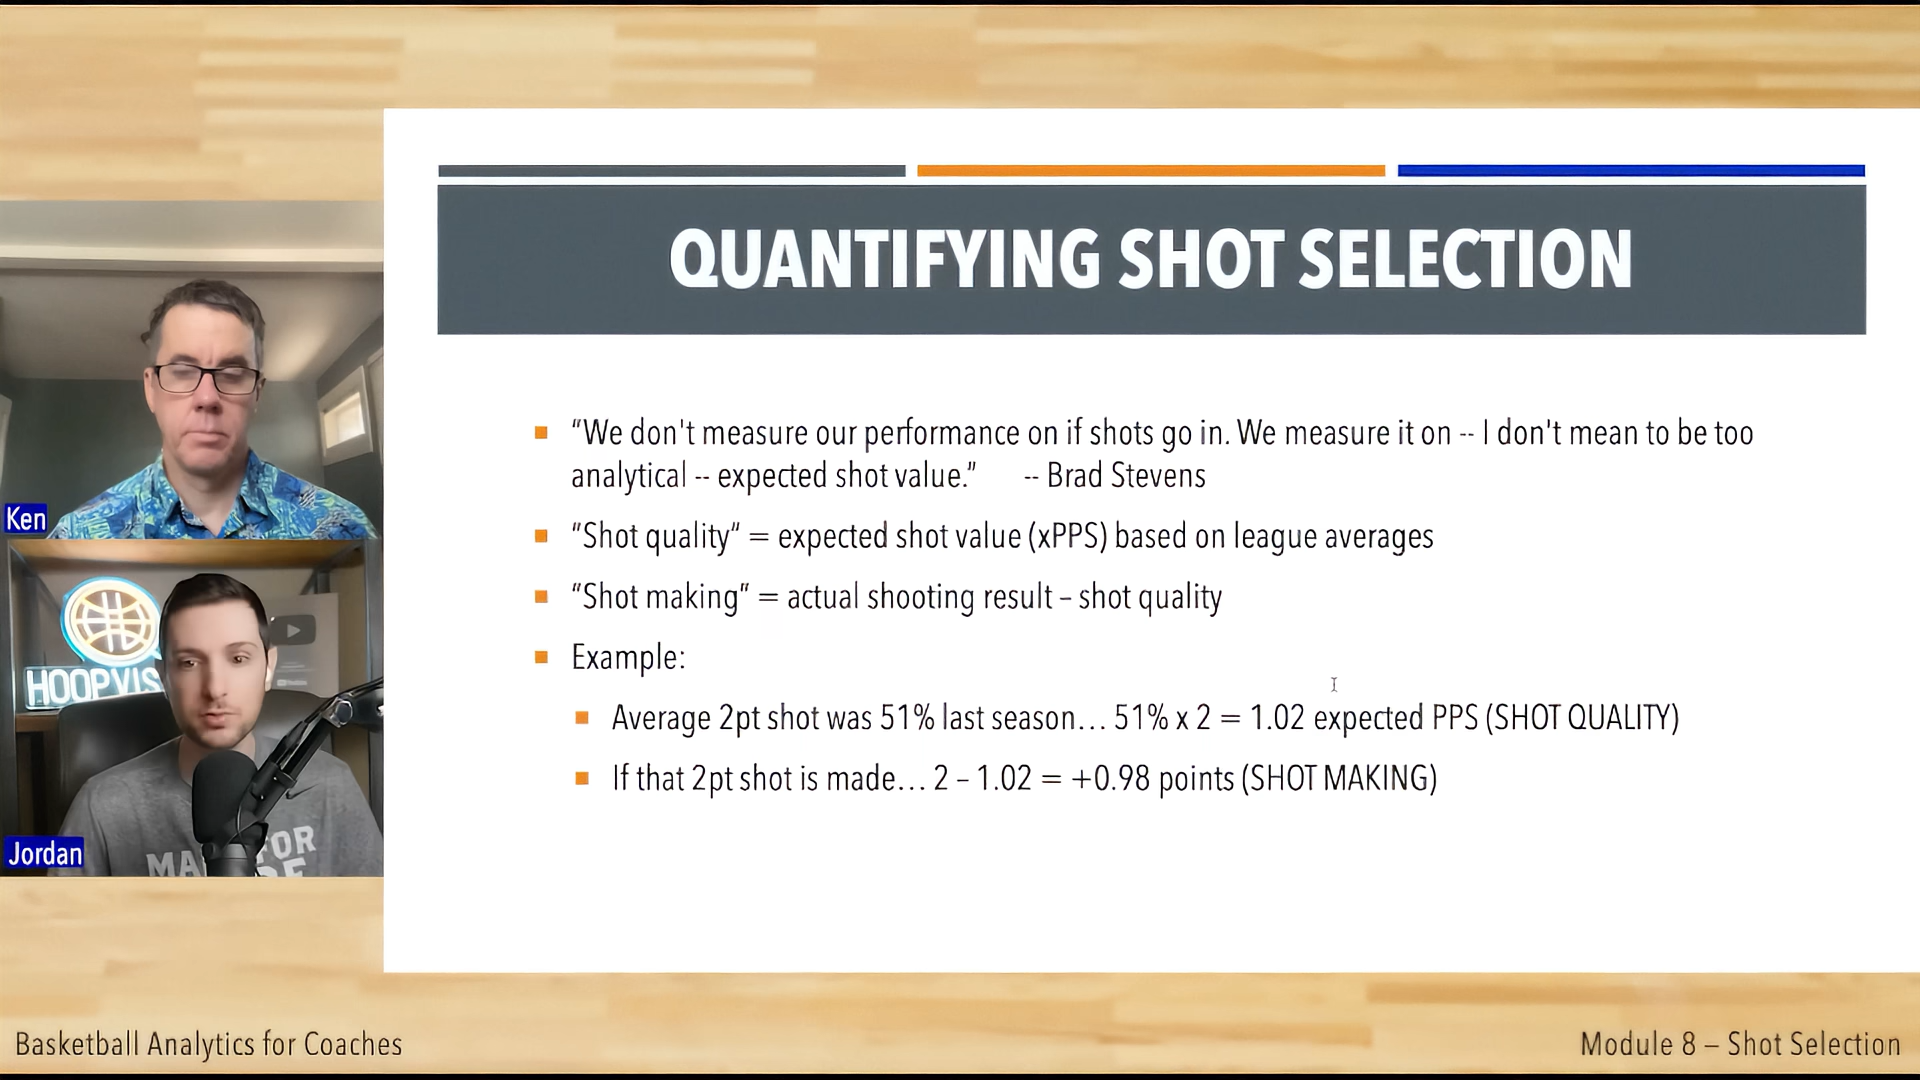 QUANTIFYING SHOT SELECTION
"We don't measure our performance on if shots go in. We measure it on -- I don't mean to be too
analytical -- expected shot value." -- Brad Stevens
"Shot quality" = expected shot value (xPPS) based on league averages
"Shot making" = actual shooting result – shot quality
Example:
Average 2pt shot was 51% last season… 51% x 2 = 1.02 expected PPS (SHOT QUALITY)
If that 2pt shot is made… 2 – 1.02 = +0.98 points (SHOT MAKING)
Ken
HOOPVIS
Jordan
Basketball Analytics for Coaches
Module 8 – Shot Selection